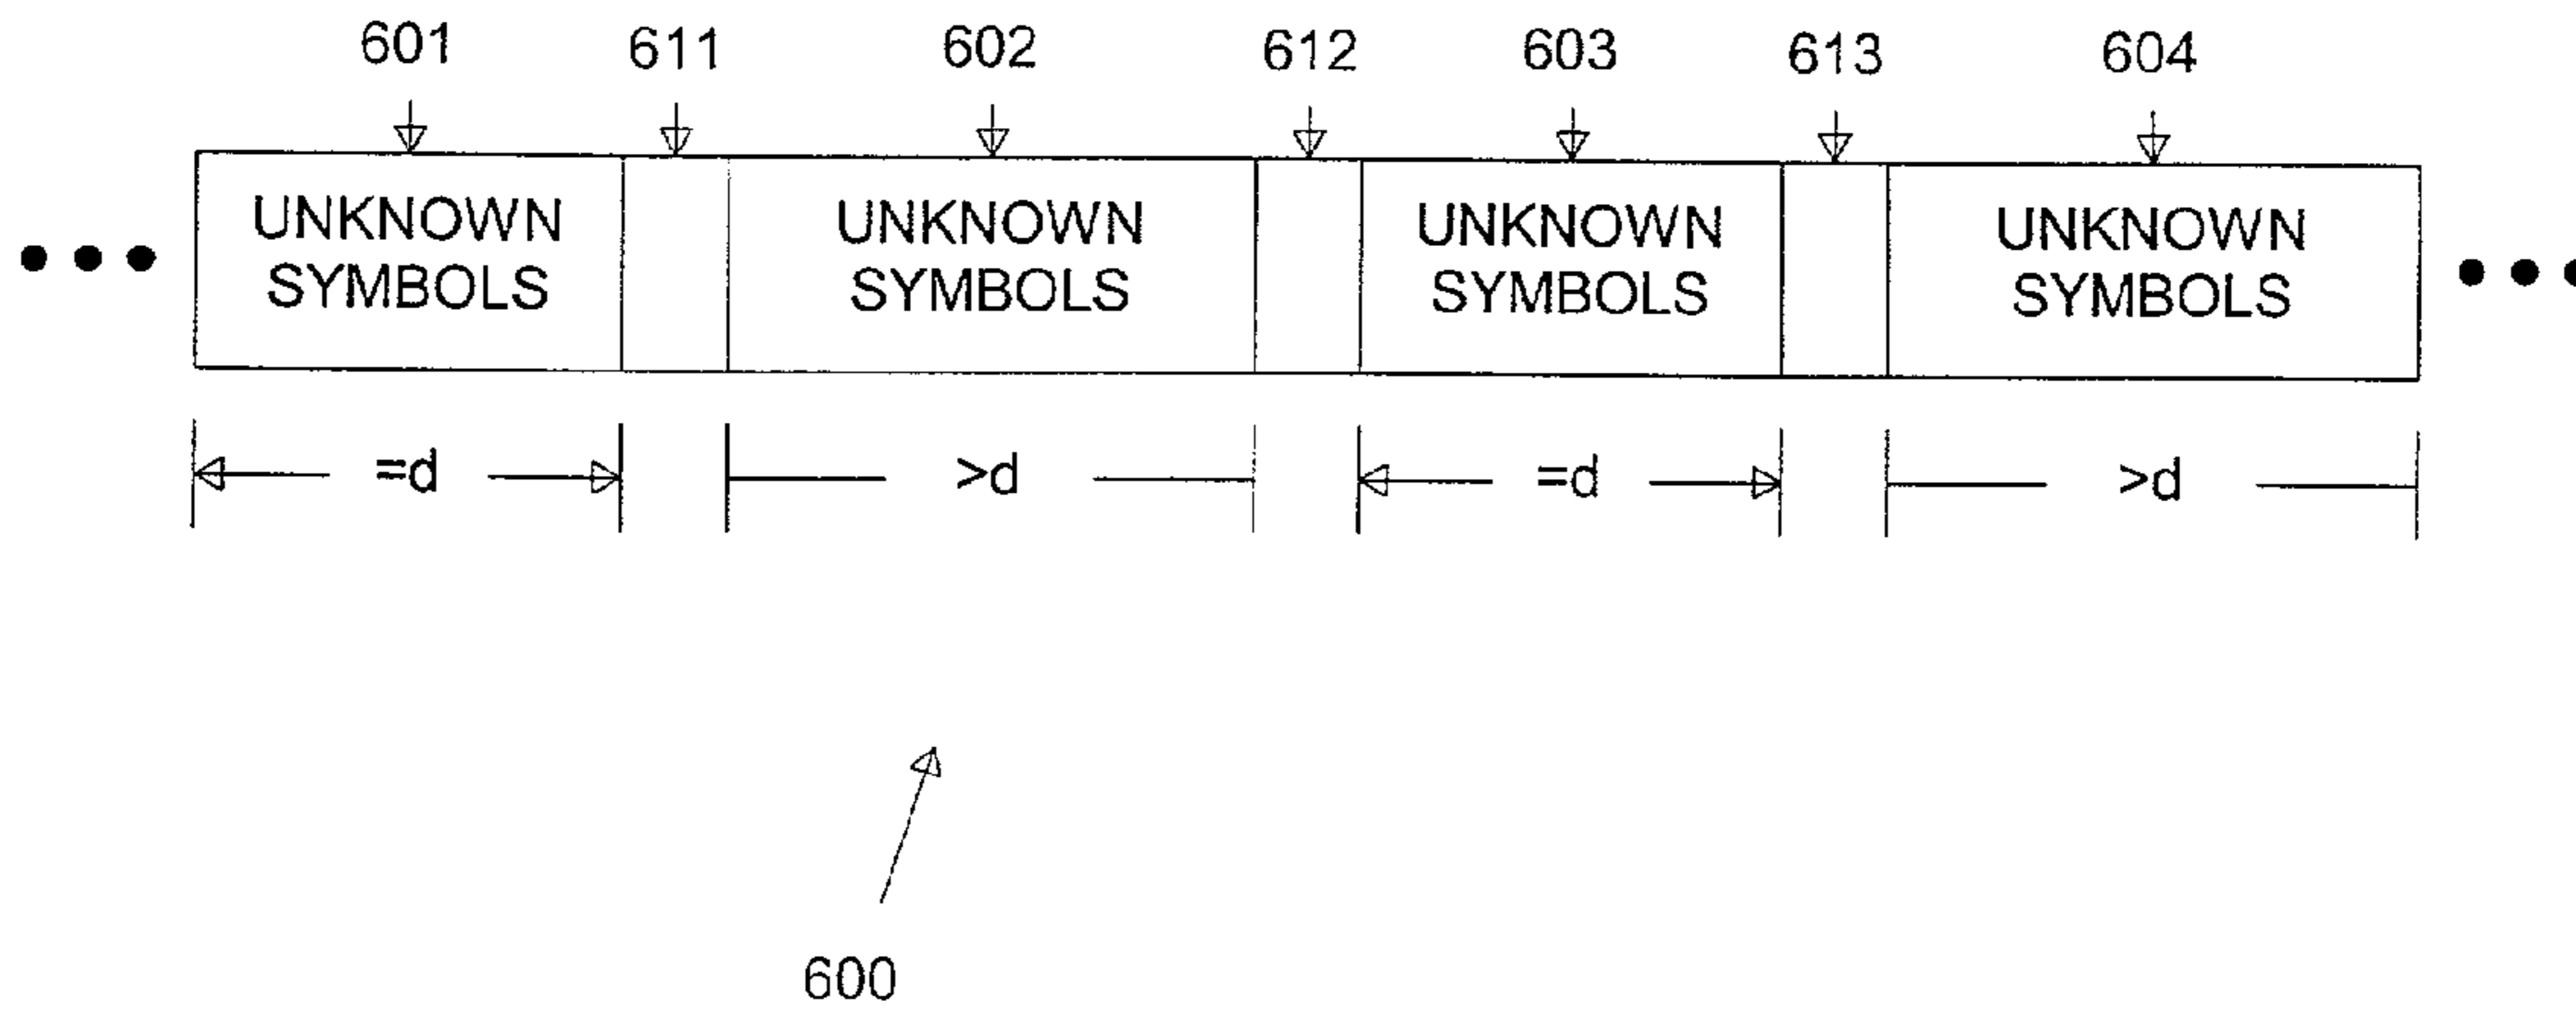 601 611 602 612 603 613 604
UNKNOWN UNKNOWN UNKNOWN UNKNOWN
SYMBOLS SYMBOLS SYMBOLS SYMBOLS
=d >d =d >d
600